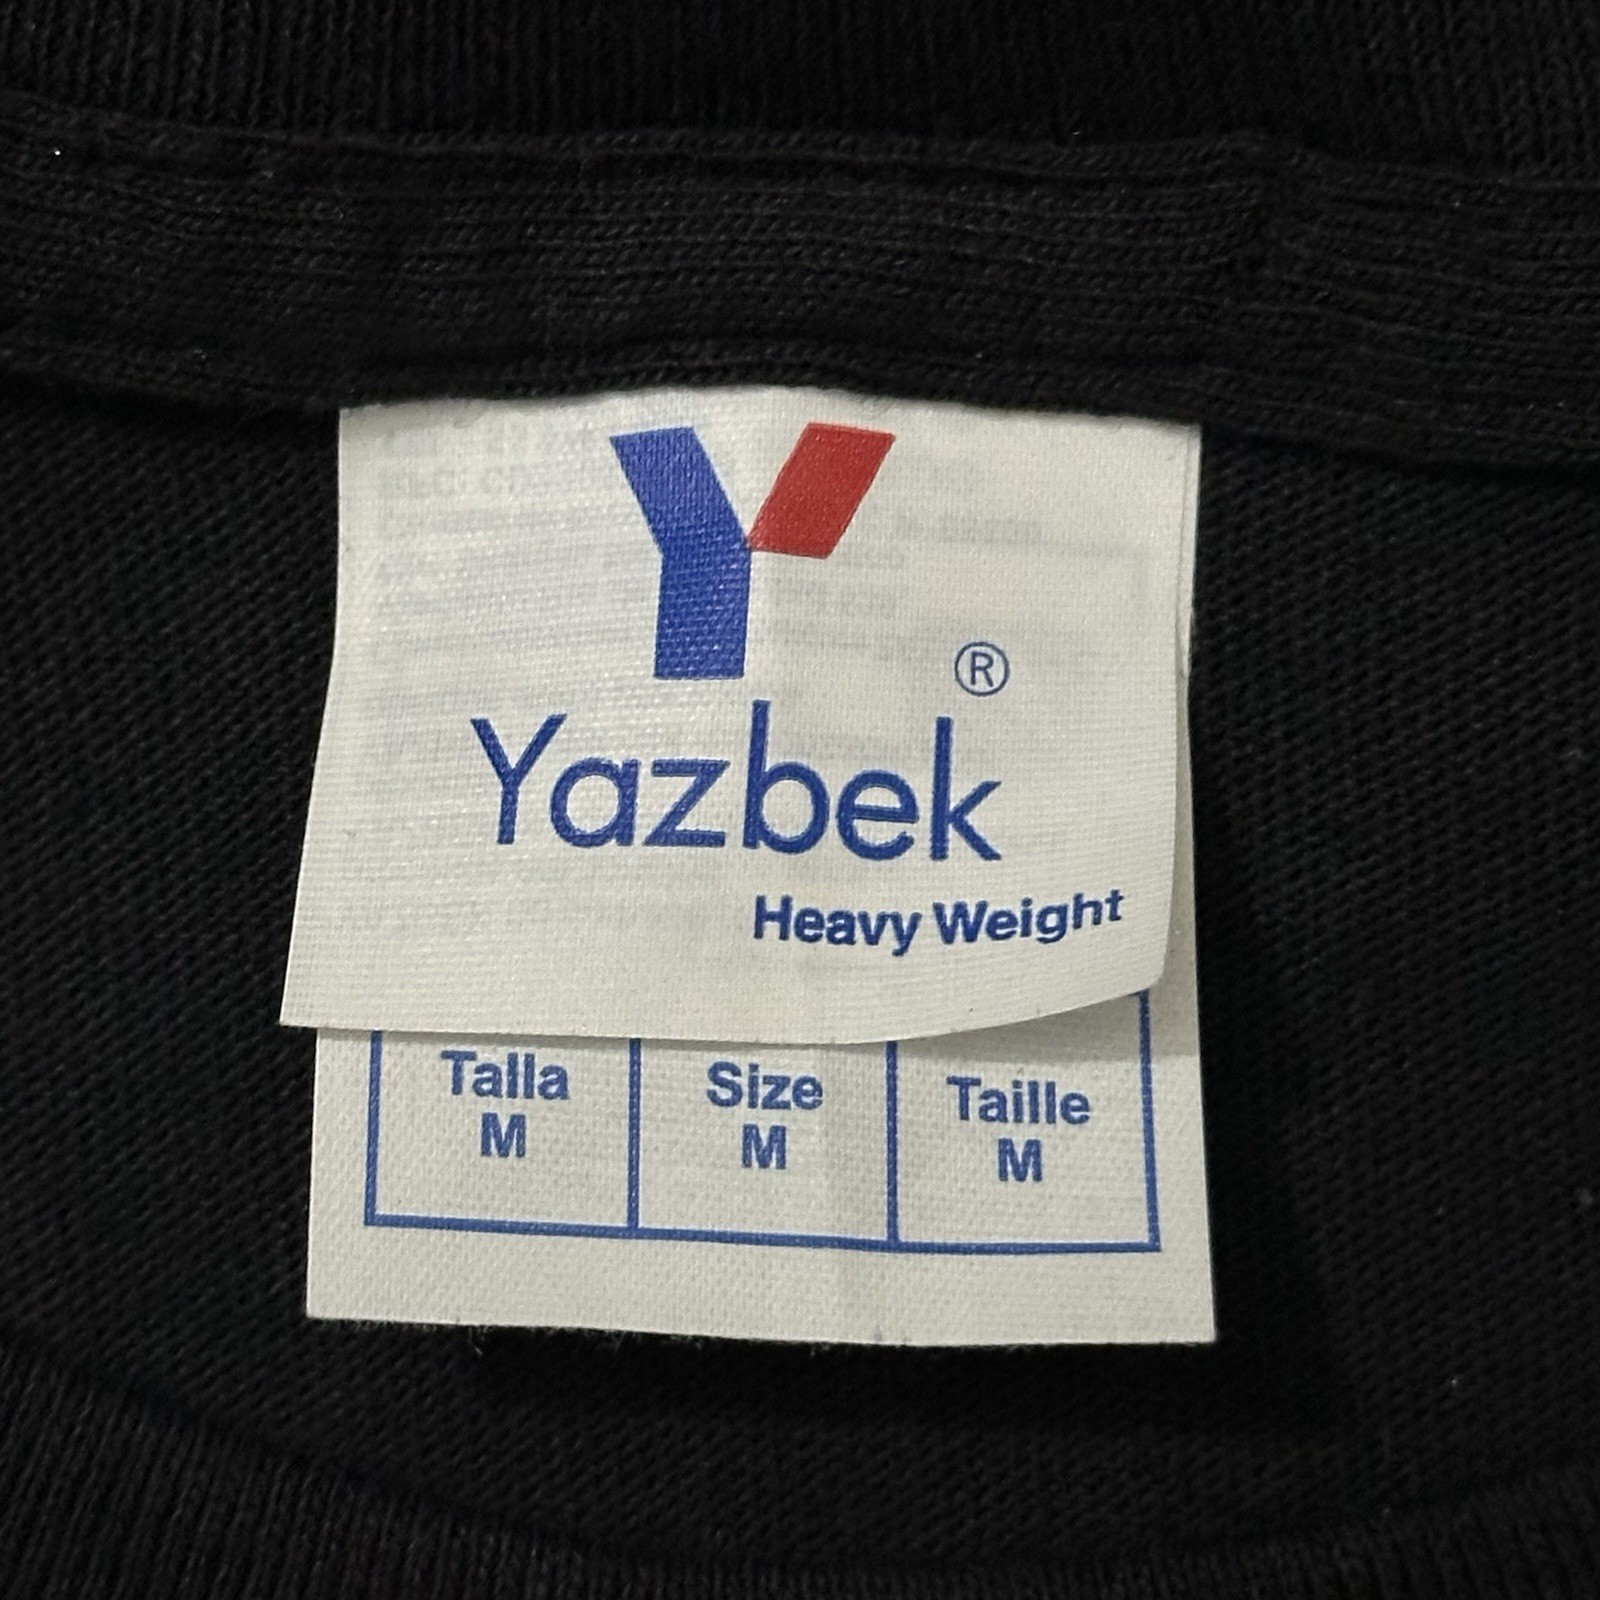 Y
®
Yazbek
Heavy Weight
Talla Size Taille
M M M